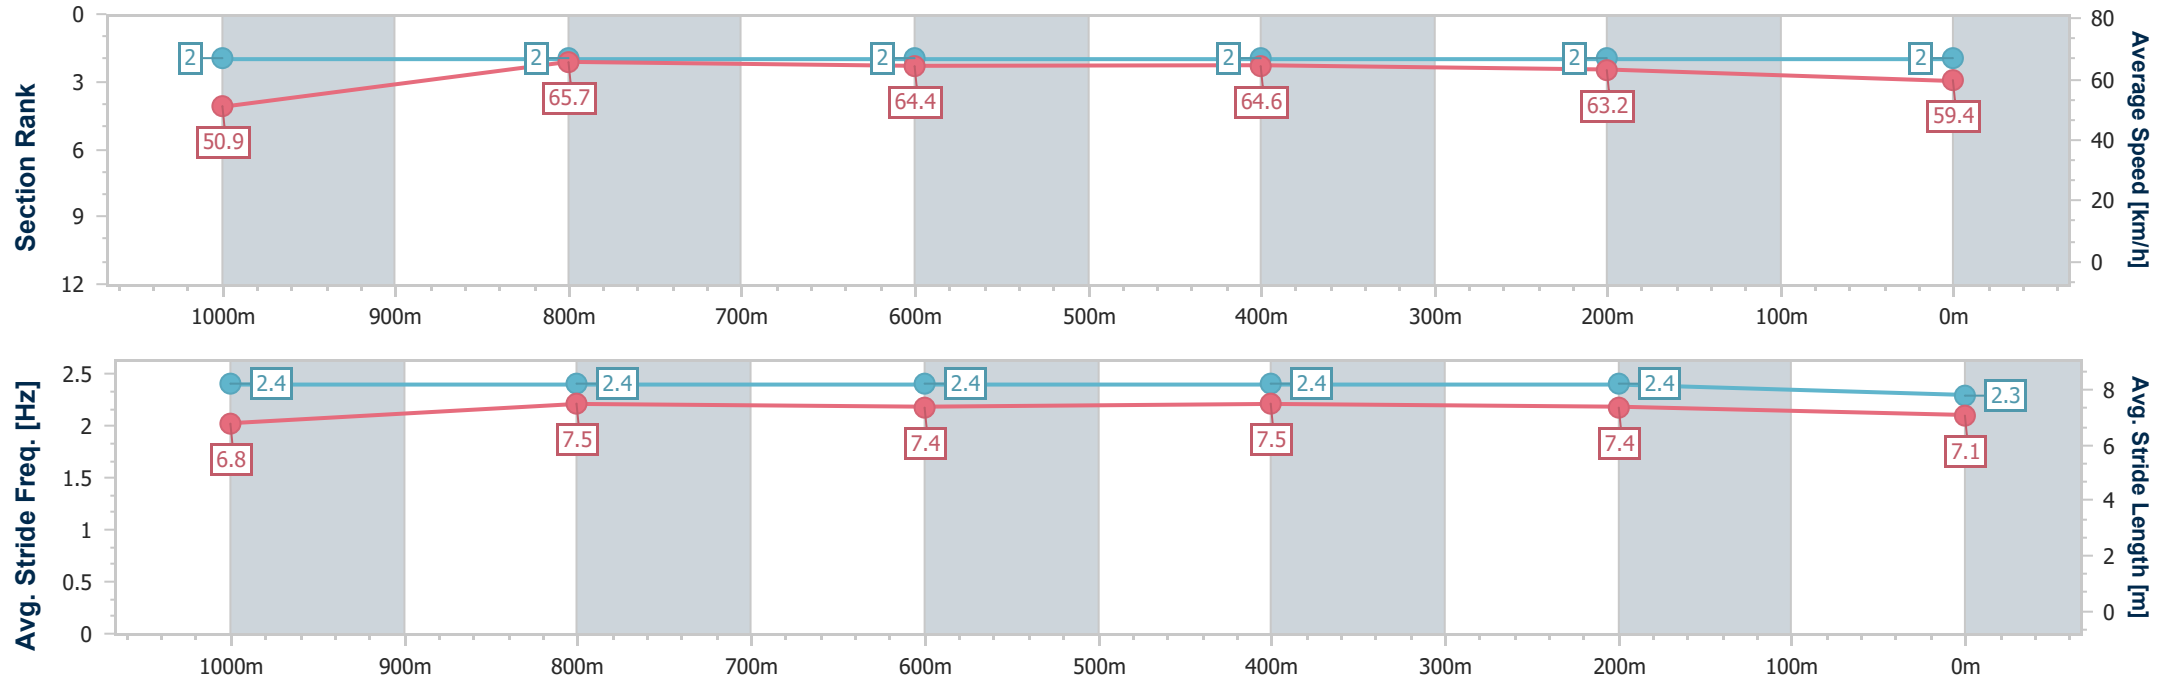 Section Rank
0
3
6
9
12
2
2
2
2
2
2
50.9
65.7
64.4
64.6
63.2
59.4
80
60
40
20
0
Average Speed [km/h]
1000m
900m
800m
700m
600m
500m
400m
300m
200m
100m
0m
Avg. Stride Freq. [Hz]
2.5
2
1.5
1
0.5
0
2.4
2.4
2.4
2.4
2.4
2.3
6.8
7.5
7.4
7.5
7.4
7.1
8
6
4
2
0
Avg. Stride Length [m]
1000m
900m
800m
700m
600m
500m
400m
300m
200m
100m
0m